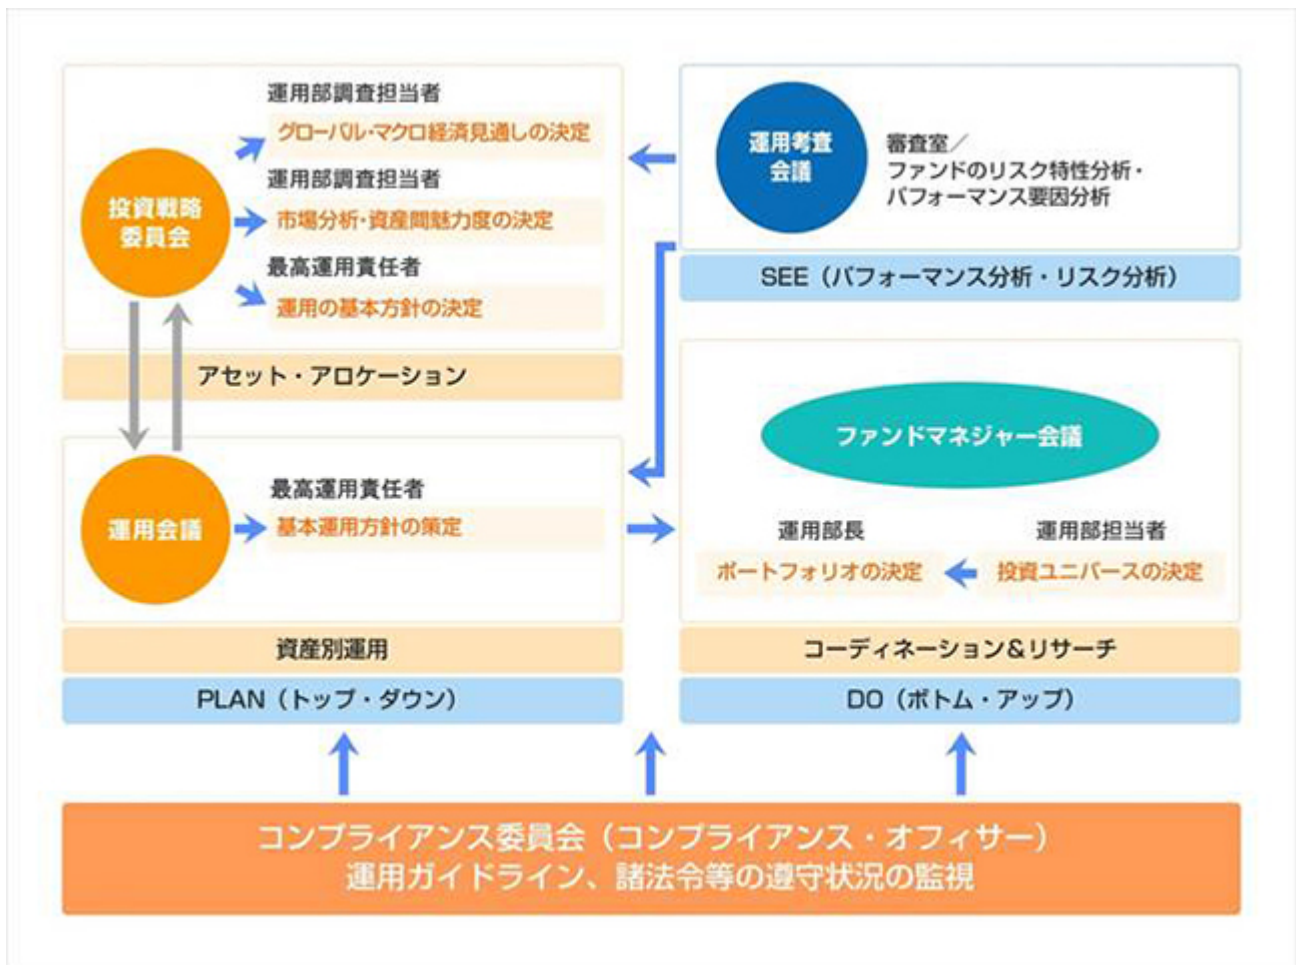 運用部調査担当者
グローバル・マクロ経済見通しの決定
運用部調査担当者
投資戦略
委員会
市場分析・資産間魅力度の決定
最高運用責任者
運用の基本方針の決定
アセット・アロケーション
運用考査
会議
審査室／
ファンドのリスク特性分析・
パフォーマンス要因分析
SEE（パフォーマンス分析・リスク分析）
運用会議
最高運用責任者
基本運用方針の策定
資産別運用
PLAN（トップ・ダウン）
ファンドマネジャー会議
運用部長
運用部担当者
ポートフォリオの決定
投資ユニバースの決定
コーディネーション＆リサーチ
DO（ボトム・アップ）
コンプライアンス委員会（コンプライアンス・オフィサー）
運用ガイドライン、諸法令等の遵守状況の監視